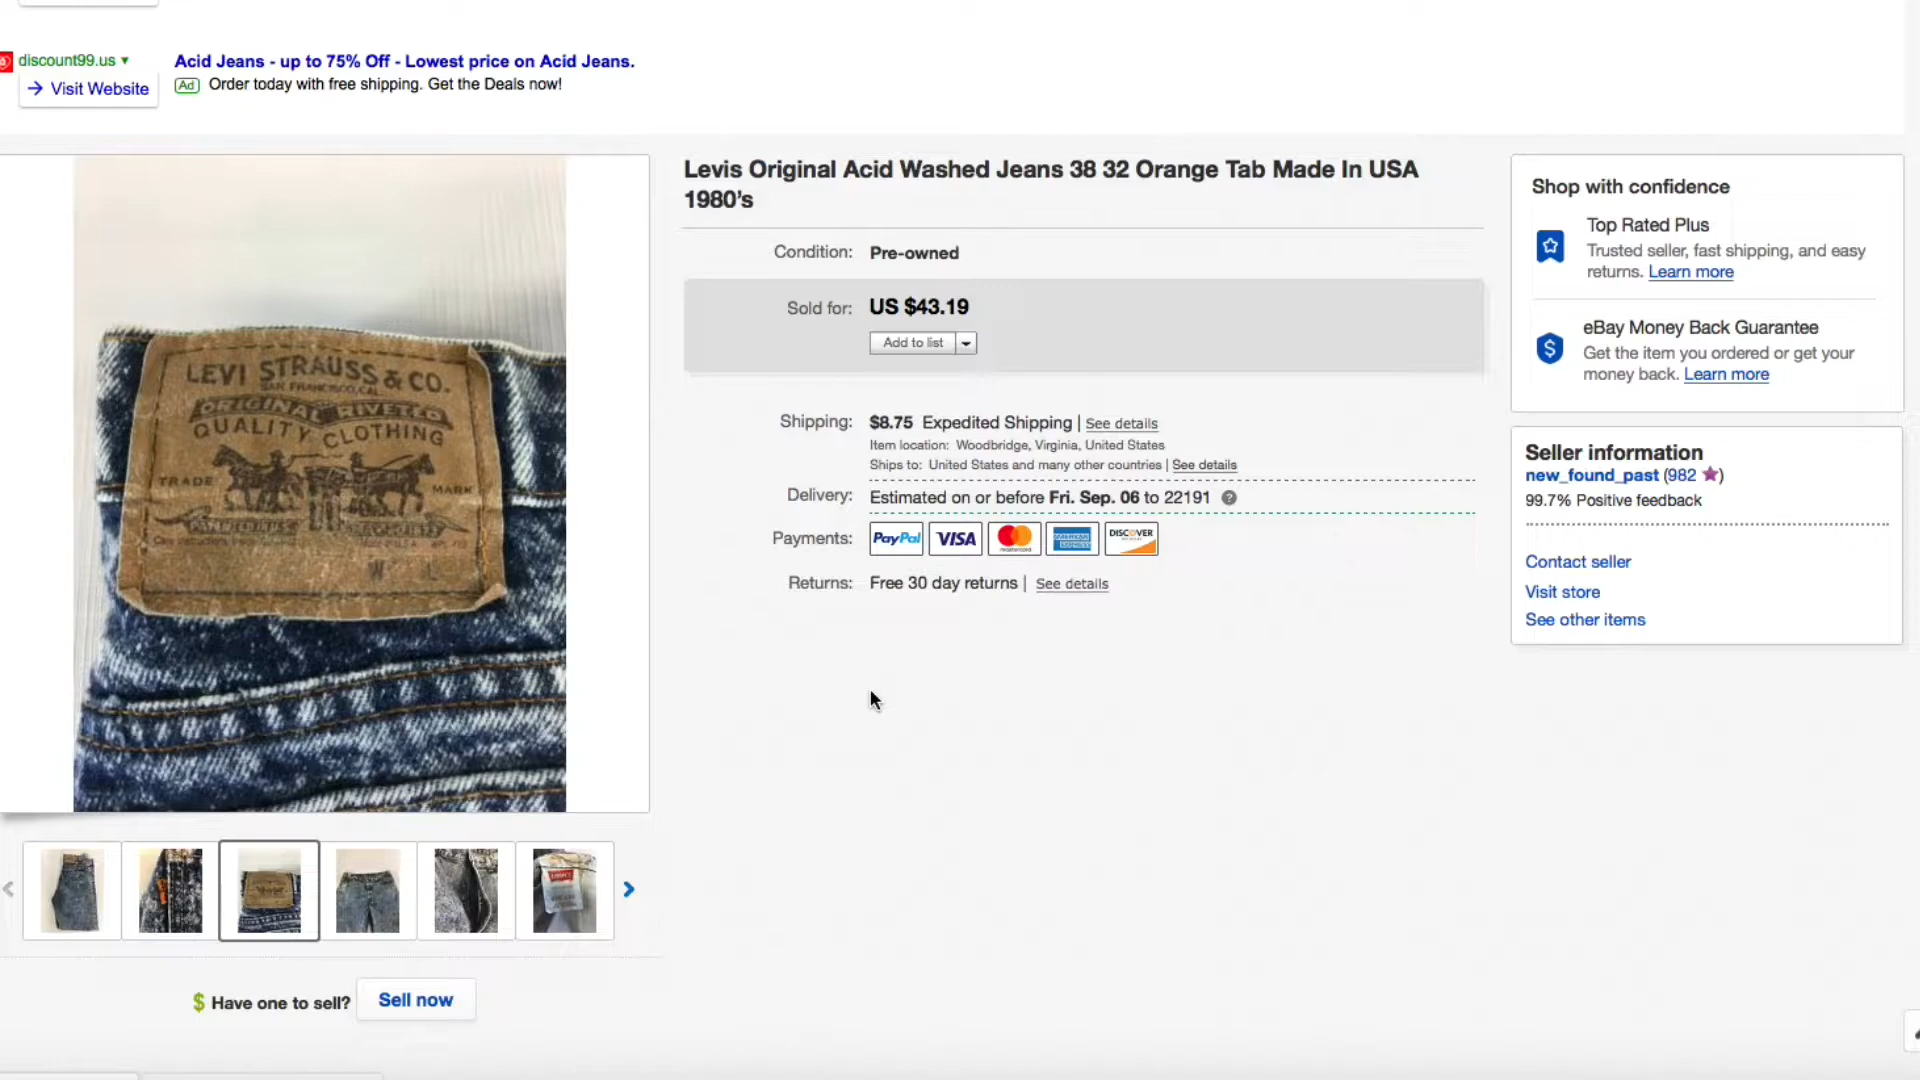 discount99.us
Visit Website
Acid Jeans - up to 75% Off - Lowest price on Acid Jeans.
Ad Order today with free shipping. Get the Deals now!
LEVI STRAUSS & CO.
SAN FRANCISCO, CAL.
ORIGINAL RIVETED
QUALITY CLOTHING
TRADE MARK
W L
Levis Original Acid Washed Jeans 38 32 Orange Tab Made In USA
1980's
Condition: Pre-owned
Sold for: US $43.19
Add to list
Shipping: $8.75 Expedited Shipping | See details
Item location: Woodbridge, Virginia, United States
Ships to: United States and many other countries | See details
Delivery: Estimated on or before Fri. Sep. 06 to 22191 ?
Payments: PayPal VISA mastercard AMERICAN EXPRESS DISCOVER
Returns: Free 30 day returns | See details
Shop with confidence
Top Rated Plus
Trusted seller, fast shipping, and easy
returns. Learn more
eBay Money Back Guarantee
Get the item you ordered or get your
money back. Learn more
Seller information
new_found_past (982 ★)
99.7% Positive feedback
Contact seller
Visit store
See other items
$ Have one to sell? Sell now